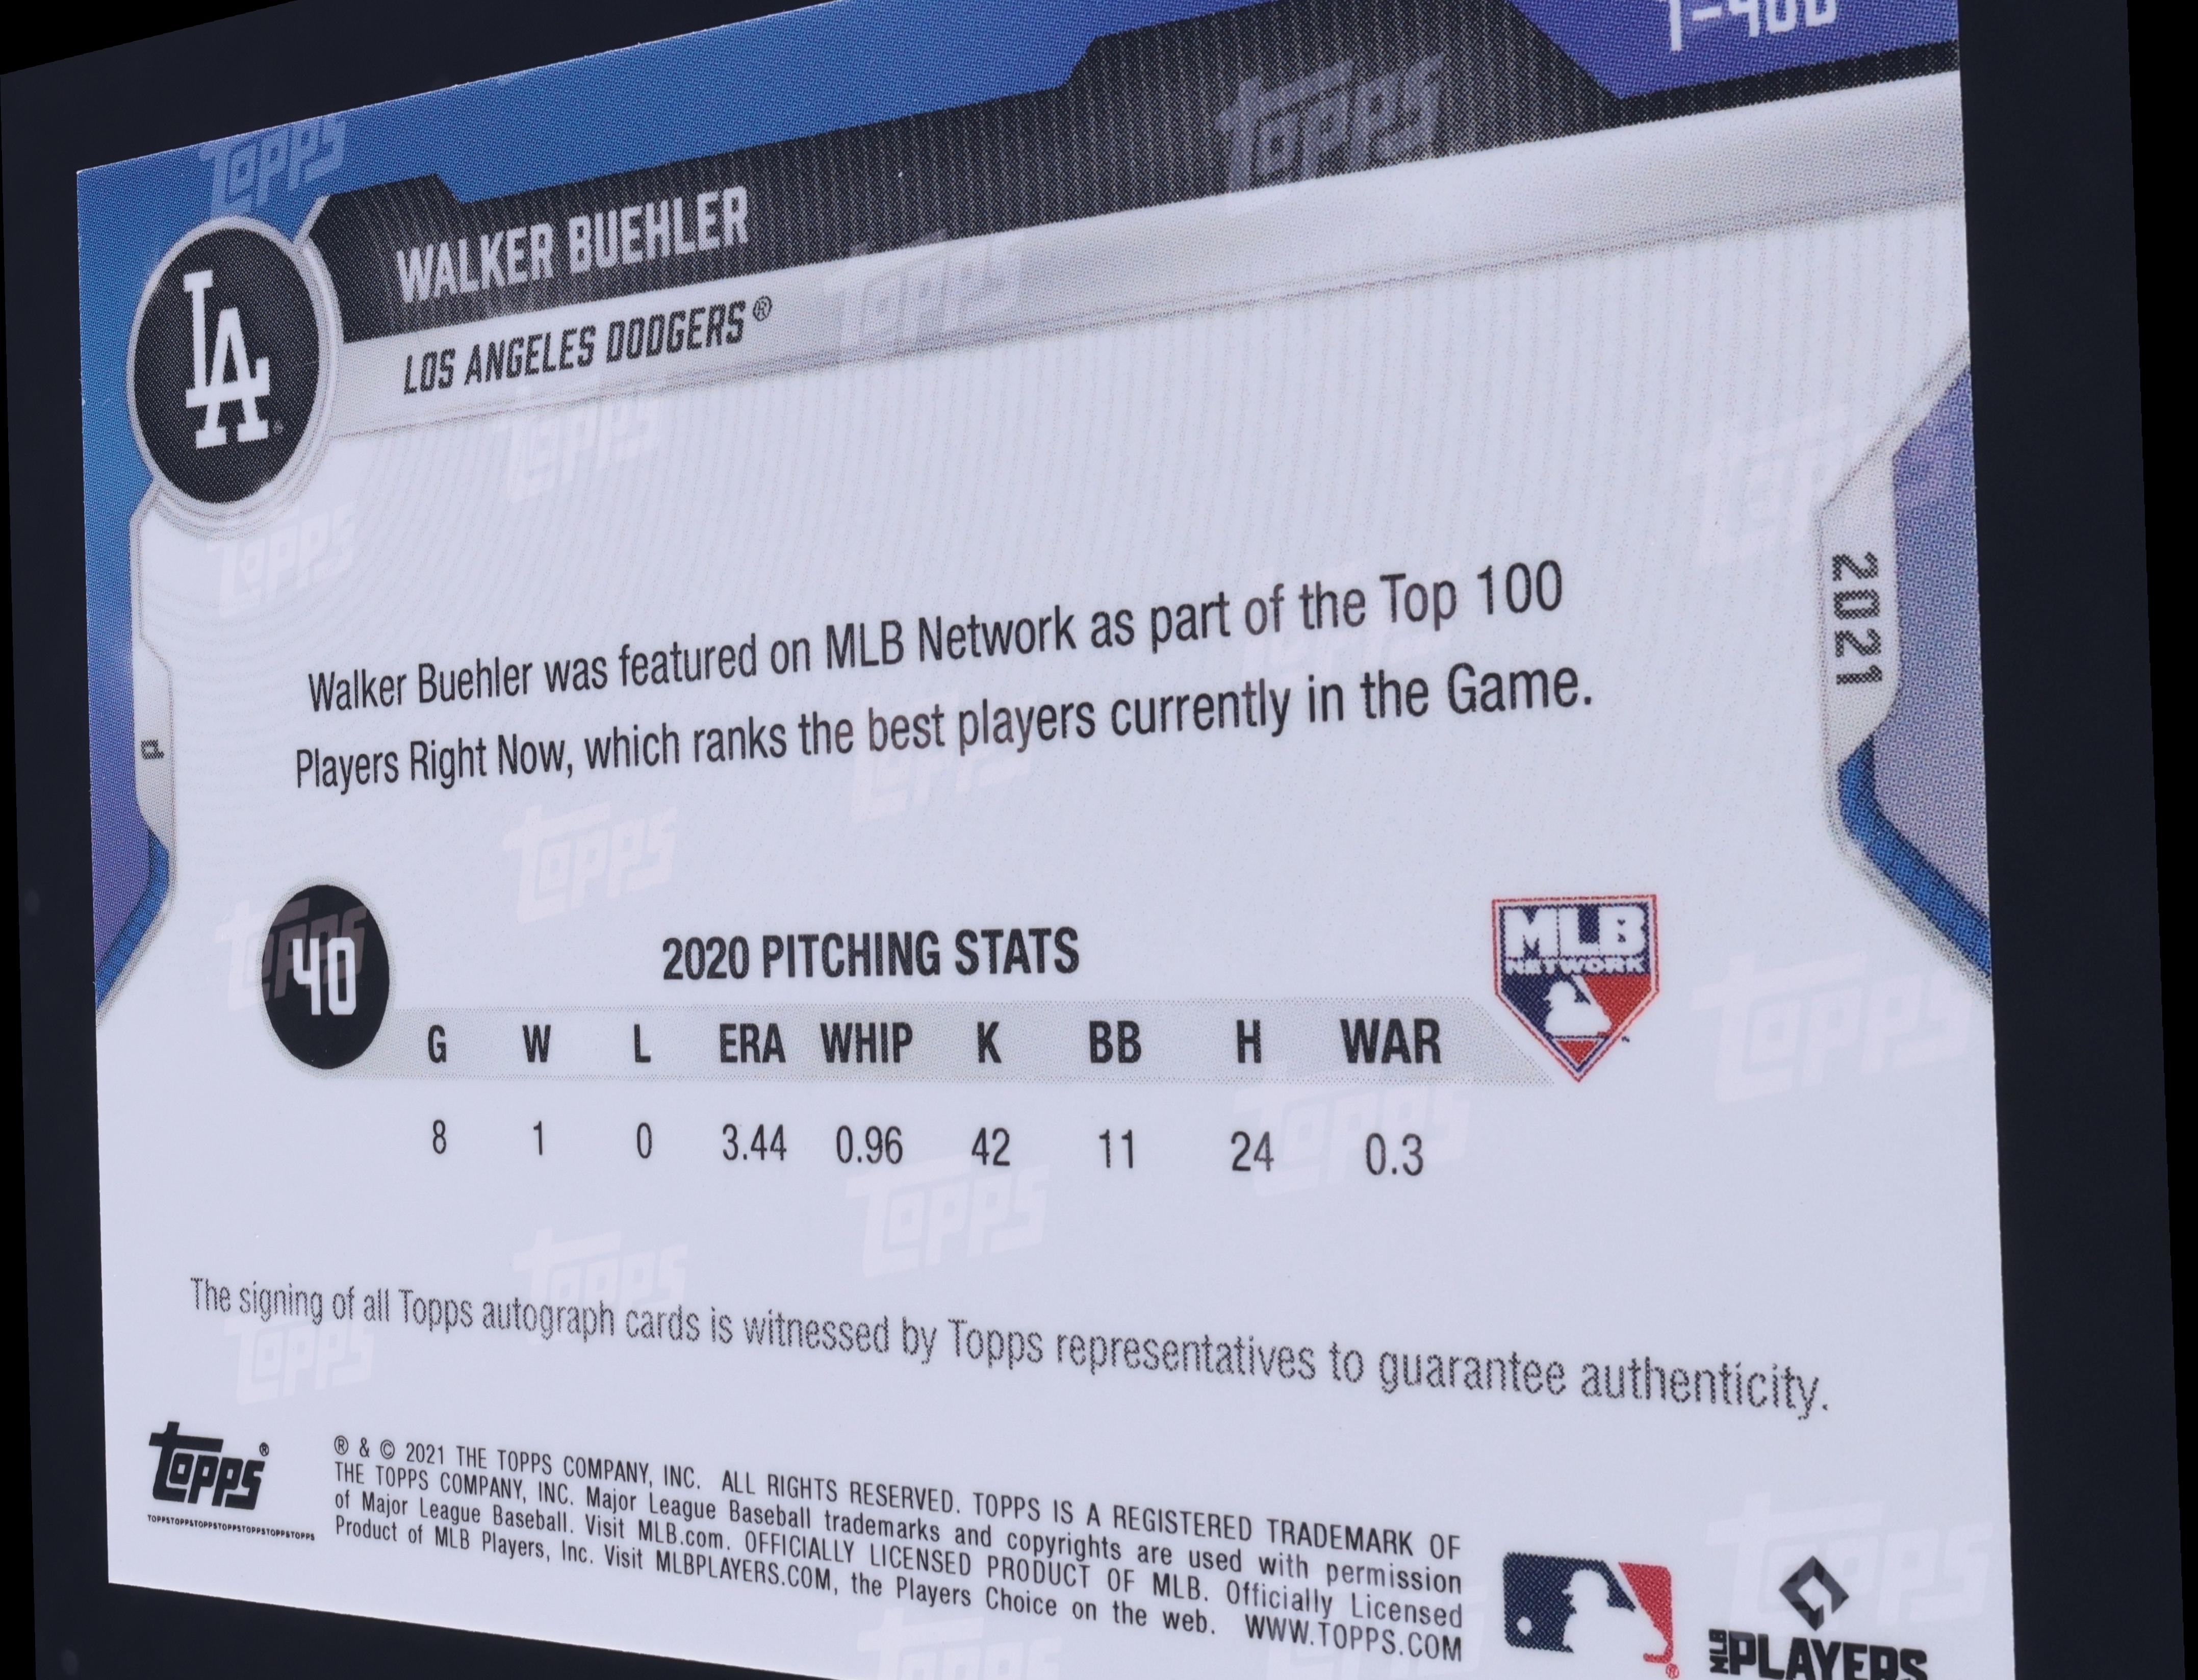 WALKER BUEHLER
LOS ANGELES DODGERS®
LA
2021
P
Walker Buehler was featured on MLB Network as part of the Top 100
Players Right Now, which ranks the best players currently in the Game.
40
2020 PITCHING STATS
MLB
NETWORK
G W L ERA WHIP K BB H WAR
8 1 0 3.44 0.96 42 11 24 0.3
The signing of all Topps autograph cards is witnessed by Topps representatives to guarantee authenticity.
Topps®
TOPPSTOPPSTOPPSTOPPSTOPPSTOPPSTOPPS
® & © 2021 THE TOPPS COMPANY, INC. ALL RIGHTS RESERVED. TOPPS IS A REGISTERED TRADEMARK OF
THE TOPPS COMPANY, INC. Major League Baseball trademarks and copyrights are used with permission
of Major League Baseball. Visit MLB.com. OFFICIALLY LICENSED PRODUCT OF MLB. Officially Licensed
Product of MLB Players, Inc. Visit MLBPLAYERS.COM, the Players Choice on the web. WWW.TOPPS.COM
MLB PLAYERS